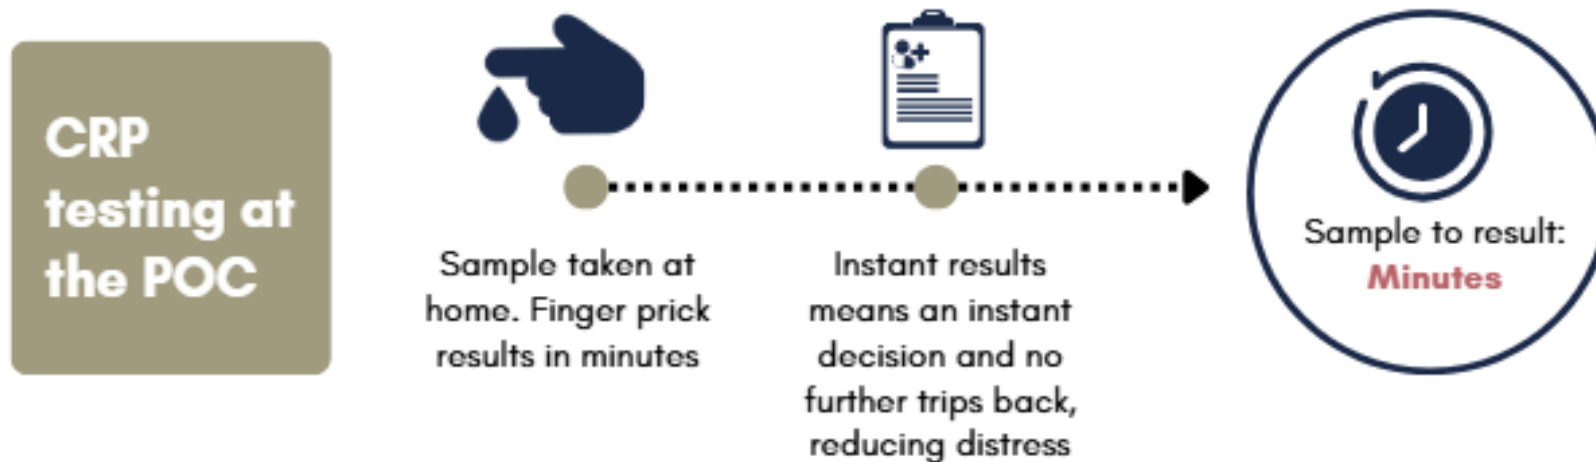 CRP
testing at
the POC
Sample taken at
home. Finger prick
results in minutes
Instant results
means an instant
decision and no
further trips back,
reducing distress
Sample to result:
Minutes